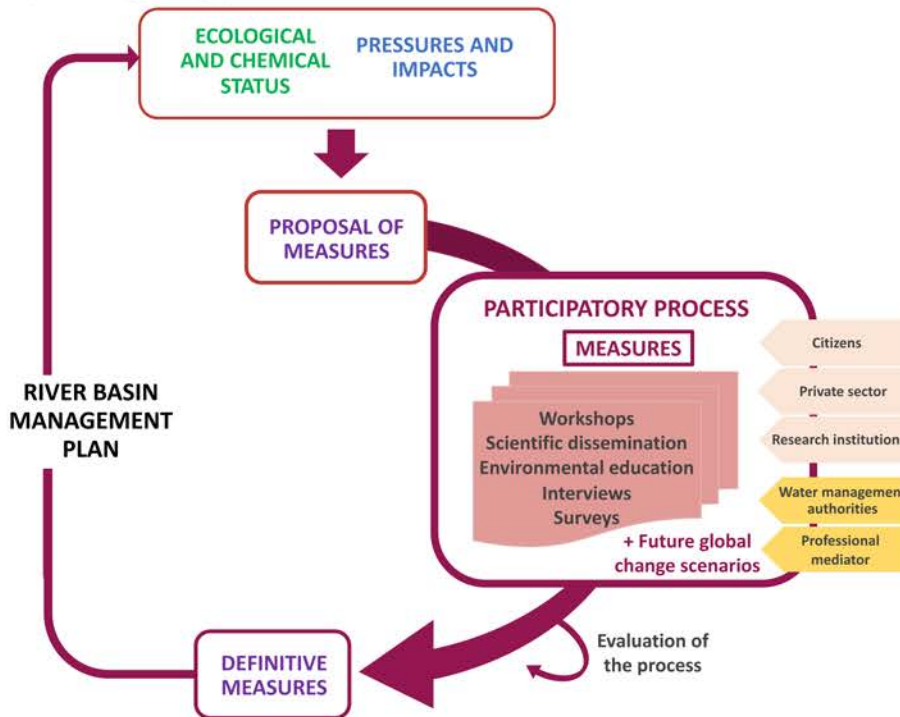 ECOLOGICAL
AND CHEMICAL
STATUS
PRESSURES AND
IMPACTS
PROPOSAL OF
MEASURES
PARTICIPATORY PROCESS
MEASURES
Workshops
Scientific dissemination
Environmental education
Interviews
Surveys
+ Future global
change scenarios
Citizens
Private sector
Research institution
Water management
authorities
Professional
mediator
RIVER BASIN
MANAGEMENT
PLAN
Evaluation of
the process
DEFINITIVE
MEASURES